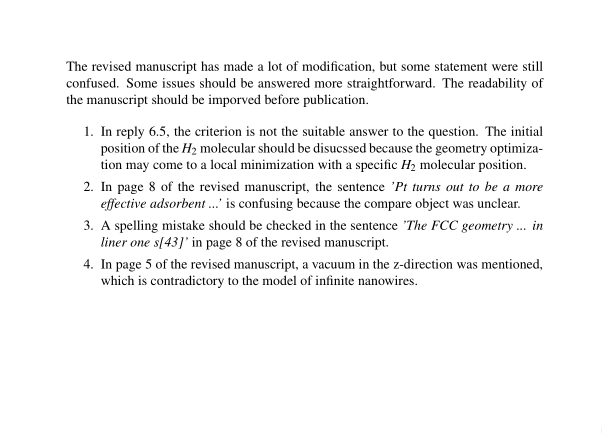 The revised manuscript has made a lot of modification, but some statement were still
confused. Some issues should be answered more straightforward. The readability of
the manuscript should be imporved before publication.
1. In reply 6.5, the criterion is not the suitable answer to the question. The initial
position of the H2 molecular should be disucssed because the geometry optimiza-
tion may come to a local minimization with a specific H2 molecular position.
2. In page 8 of the revised manuscript, the sentence 'Pt turns out to be a more
effective adsorbent ...' is confusing because the compare object was unclear.
3. A spelling mistake should be checked in the sentence 'The FCC geometry ... in
liner one s[43]' in page 8 of the revised manuscript.
4. In page 5 of the revised manuscript, a vacuum in the z-direction was mentioned,
which is contradictory to the model of infinite nanowires.